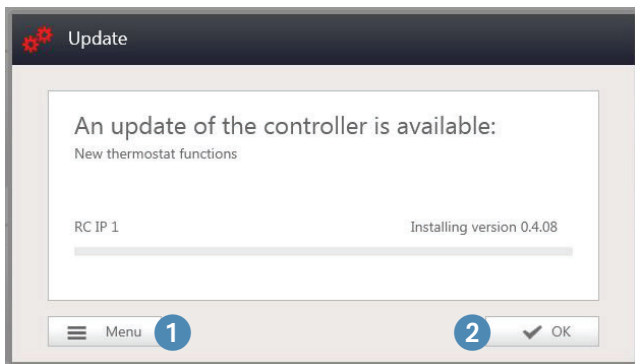 Update
An update of the controller is available:
New thermostat functions
RC IP 1 Installing version 0.4.08
Menu 1 2 OK